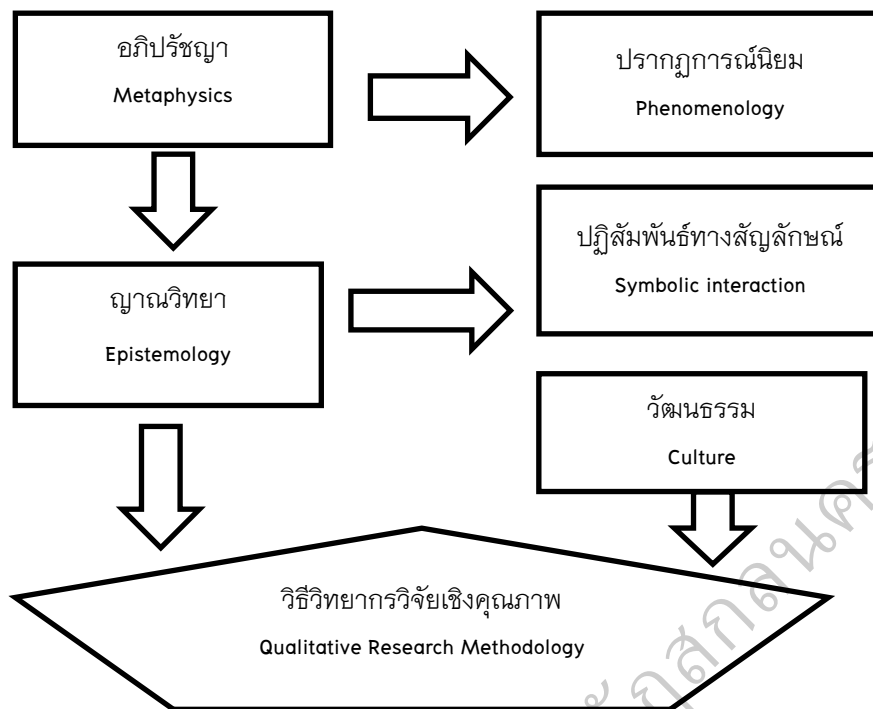 อภิปรัชญา
Metaphysics
ปรากฏการณ์นิยม
Phenomenology
ปฏิสัมพันธ์ทางสัญลักษณ์
Symbolic interaction
ญาณวิทยา
Epistemology
วัฒนธรรม
Culture
วิธีวิทยาการวิจัยเชิงคุณภาพ
Qualitative Research Methodology